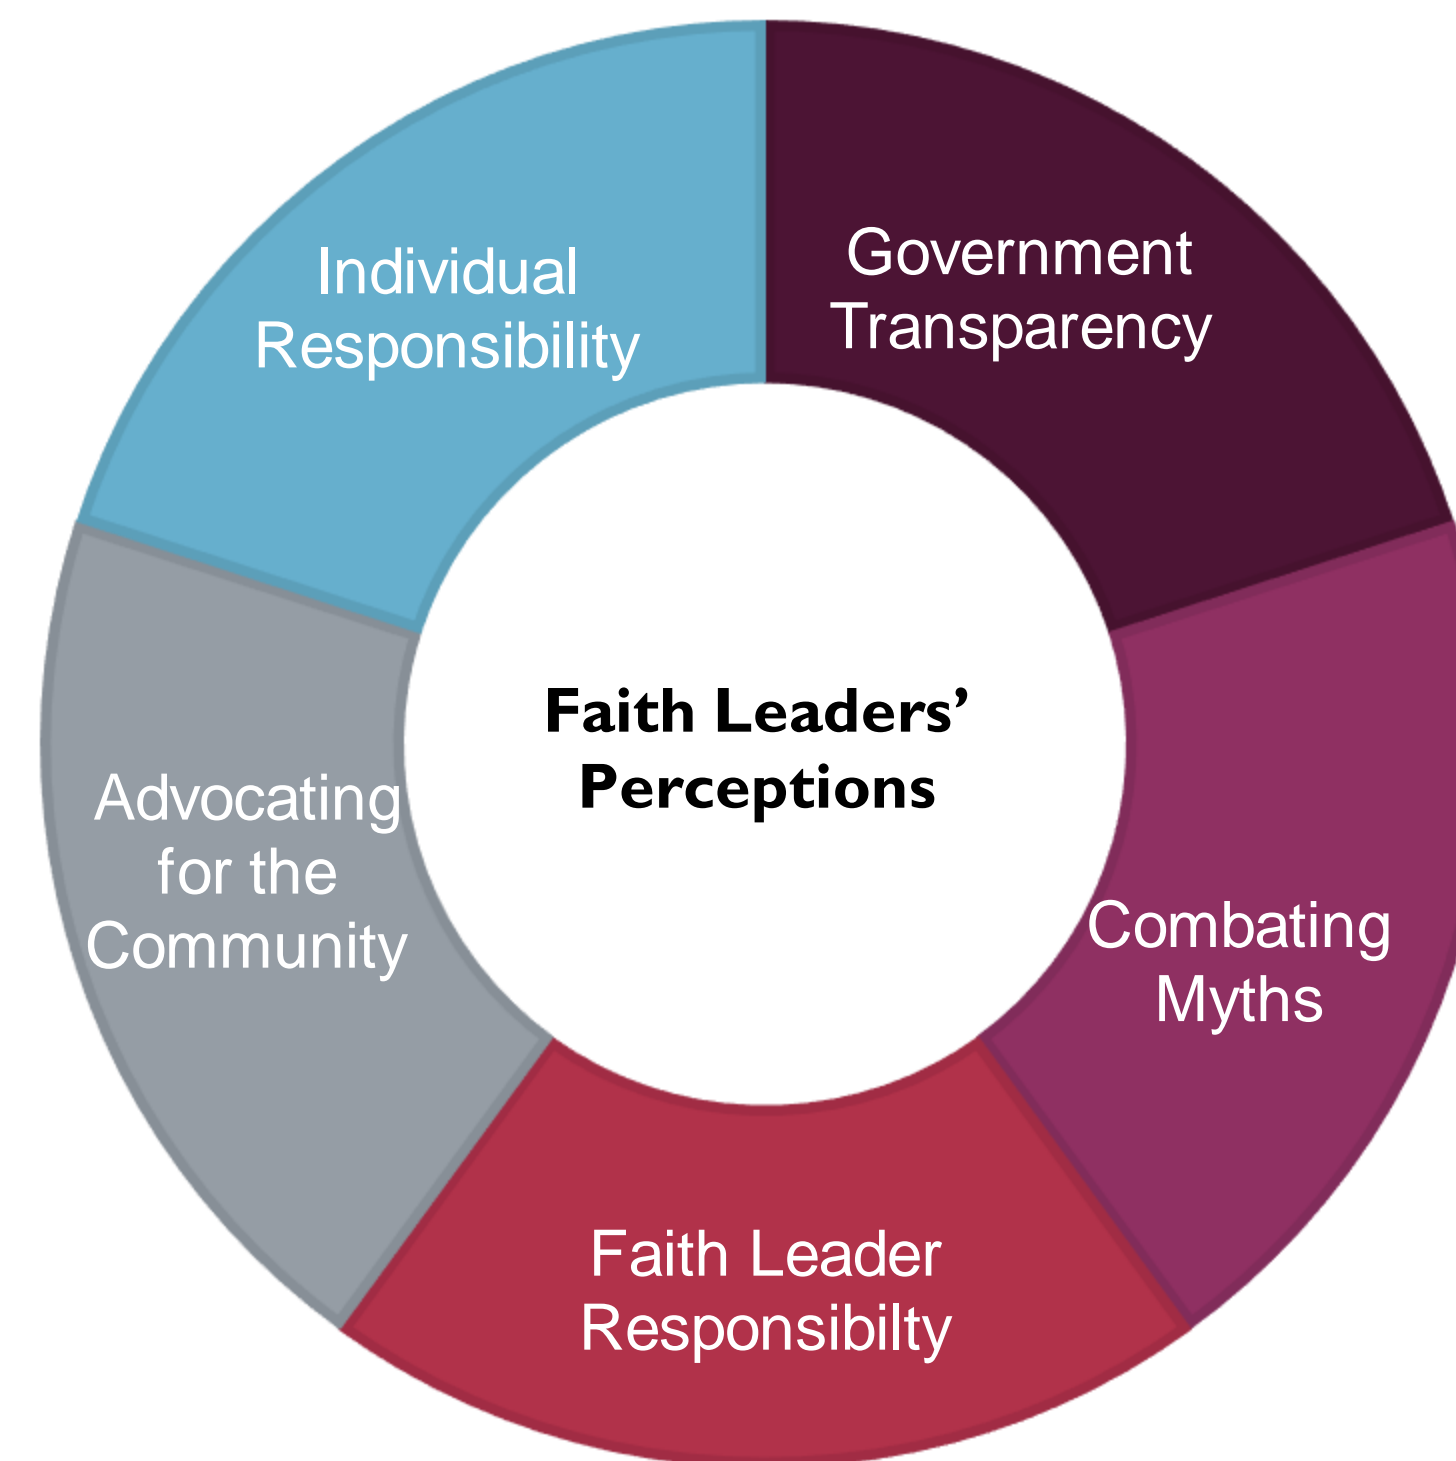 Individual
Responsibility
Government
Transparency
Faith Leaders’
Perceptions
Advocating
for the
Community
Combating
Myths
Faith Leader
Responsibilty